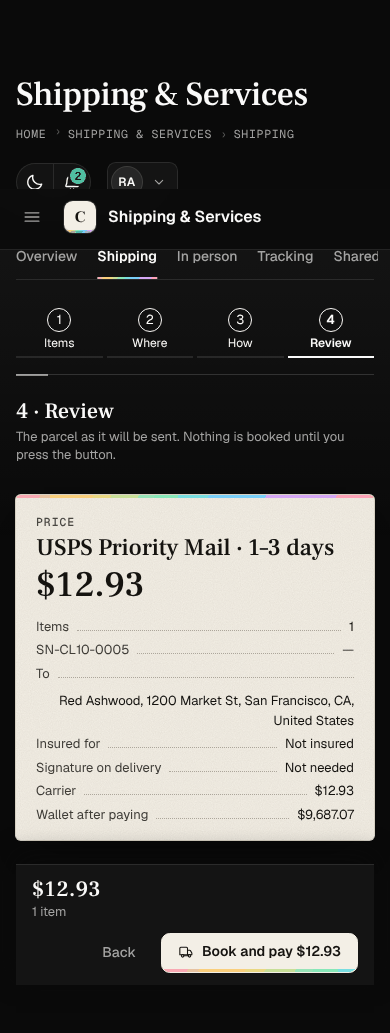 Shipping & Services
HOME › SHIPPING & SERVICES › SHIPPING
2
RA
C Shipping & Services
Overview Shipping In person Tracking Shared
1 2 3 4
Items Where How Review
4 · Review
The parcel as it will be sent. Nothing is booked until you
press the button.
PRICE
USPS Priority Mail · 1–3 days
$12.93
Items 1
SN-CL10-0005 —
To
Red Ashwood, 1200 Market St, San Francisco, CA,
United States
Insured for Not insured
Signature on delivery Not needed
Carrier $12.93
Wallet after paying $9,687.07
$12.93
1 item
Back Book and pay $12.93